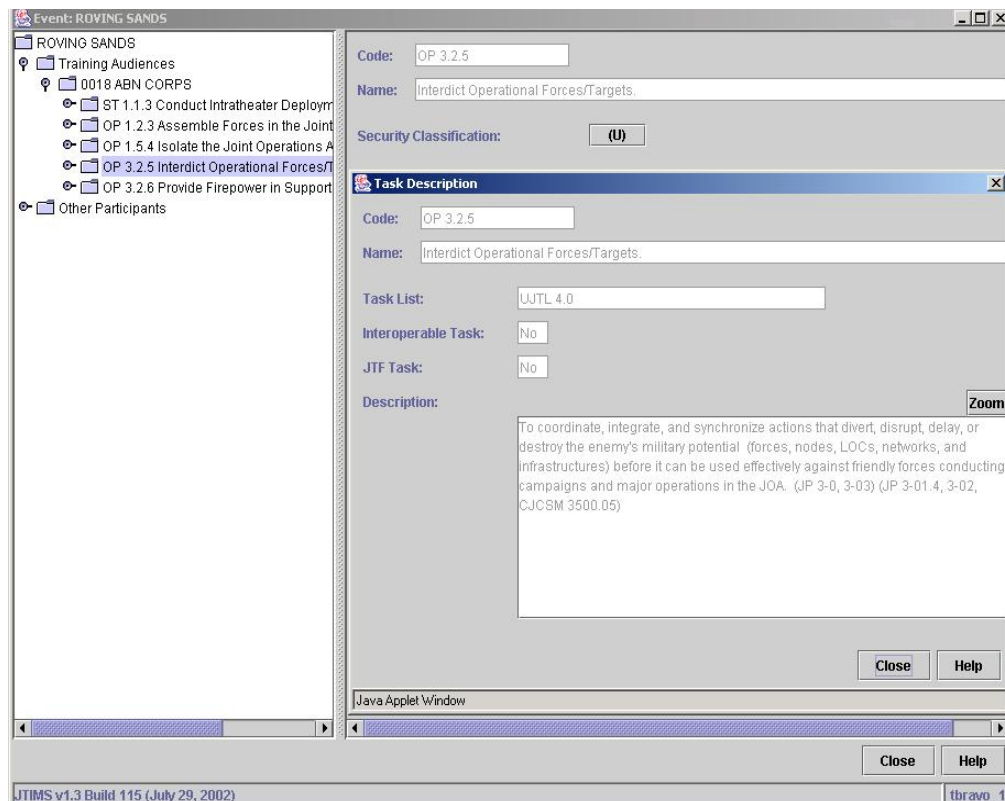 Event: ROVING SANDS
ROVING SANDS
Training Audiences
0018 ABN CORPS
ST 1.1.3 Conduct Intratheater Deploym
OP 1.2.3 Assemble Forces in the Joint
OP 1.5.4 Isolate the Joint Operations A
OP 3.2.5 Interdict Operational Forces/T
OP 3.2.6 Provide Firepower in Support
Other Participants
Code: OP 3.2.5
Name: Interdict Operational Forces/Targets.
Security Classification: (U)
Task Description
Code: OP 3.2.5
Name: Interdict Operational Forces/Targets.
Task List: UJTL 4.0
Interoperable Task: No
JTF Task: No
Description: Zoom
To coordinate, integrate, and synchronize actions that divert, disrupt, delay, or
destroy the enemy's military potential (forces, nodes, LOCs, networks, and
infrastructures) before it can be used effectively against friendly forces conducting
campaigns and major operations in the JOA. (JP 3-0, 3-03) (JP 3-01.4, 3-02,
CJCSM 3500.05)
Close Help
Java Applet Window
Close Help
JTIMS v1.3 Build 115 (July 29, 2002) tbravo_1